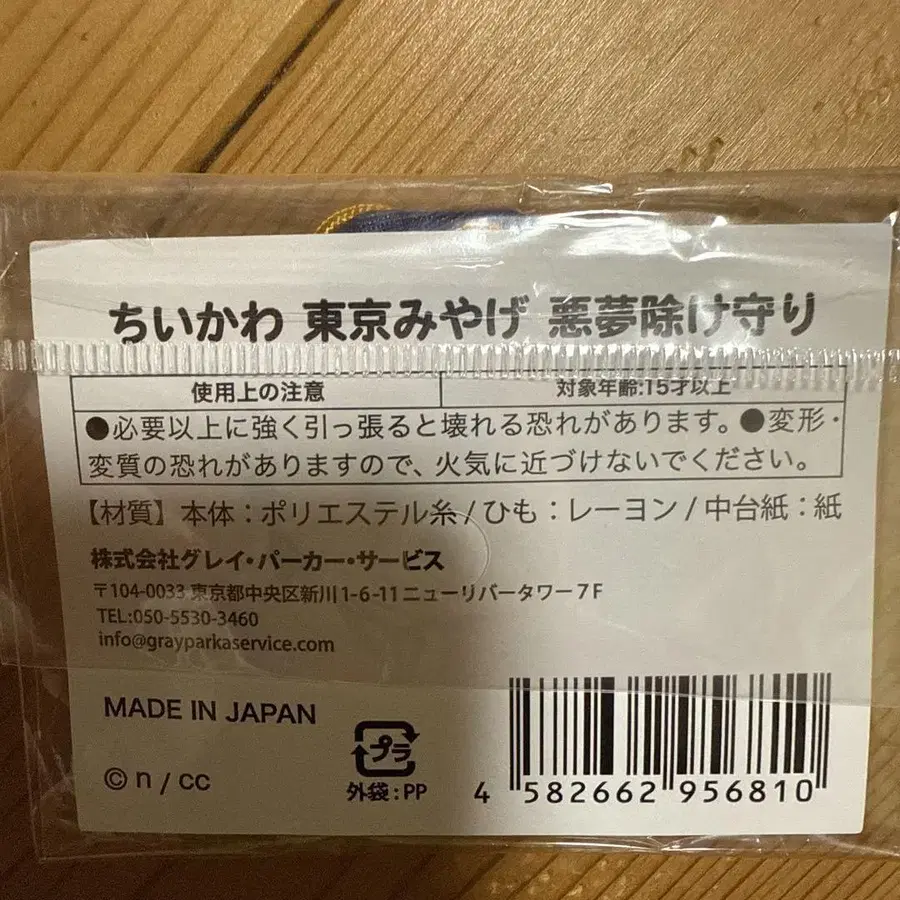 ちいかわ 東京みやげ 悪夢除け守り
使用上の注意
対象年齢:15才以上
●必要以上に強く引っ張ると壊れる恐れがあります。●変形・
変質の恐れがありますので、火気に近づけないでください。
【材質】本体：ポリエステル糸/ひも：レーヨン/中台紙：紙
株式会社グレイ・パーカー・サービス
〒104-0033 東京都中央区新川1-6-11 ニューリバータワー7F
TEL:050-5530-3460
info@grayparkaservice.com
MADE IN JAPAN
プラ
外袋:PP
© n / cc
4 582662 956810